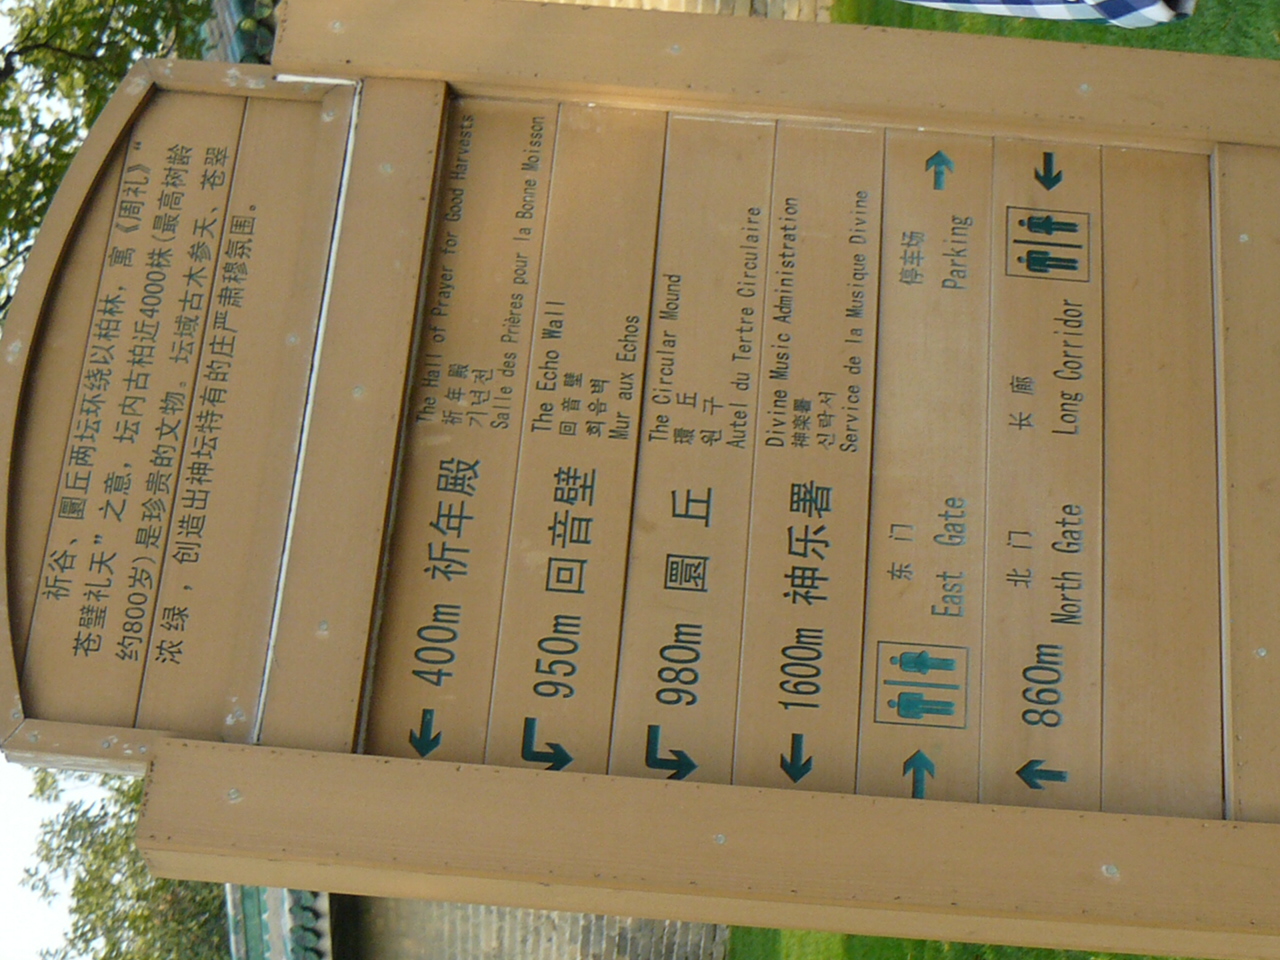 祈谷、圜丘两坛环绕以柏林，寓《周礼》“
苍璧礼天”之意，坛内古柏近4000株(最高树龄
约800岁)是珍贵的文物。坛域古木参天、苍翠
浓绿，创造出神坛特有的庄严肃穆氛围。
400m 祈年殿
The Hall of Prayer for Good Harvests
祈年殿
기년전
Salle des Prières pour la Bonne Moisson
950m 回音壁
The Echo Wall
回音壁
회음벽
Mur aux Echos
980m 圜丘
The Circular Mound
環丘
원구
Autel du Tertre Circulaire
1600m 神乐署
Divine Music Administration
神楽署
신락서
Service de la Musique Divine
东门
East Gate
停车场
Parking
860m
北门
North Gate
长廊
Long Corridor